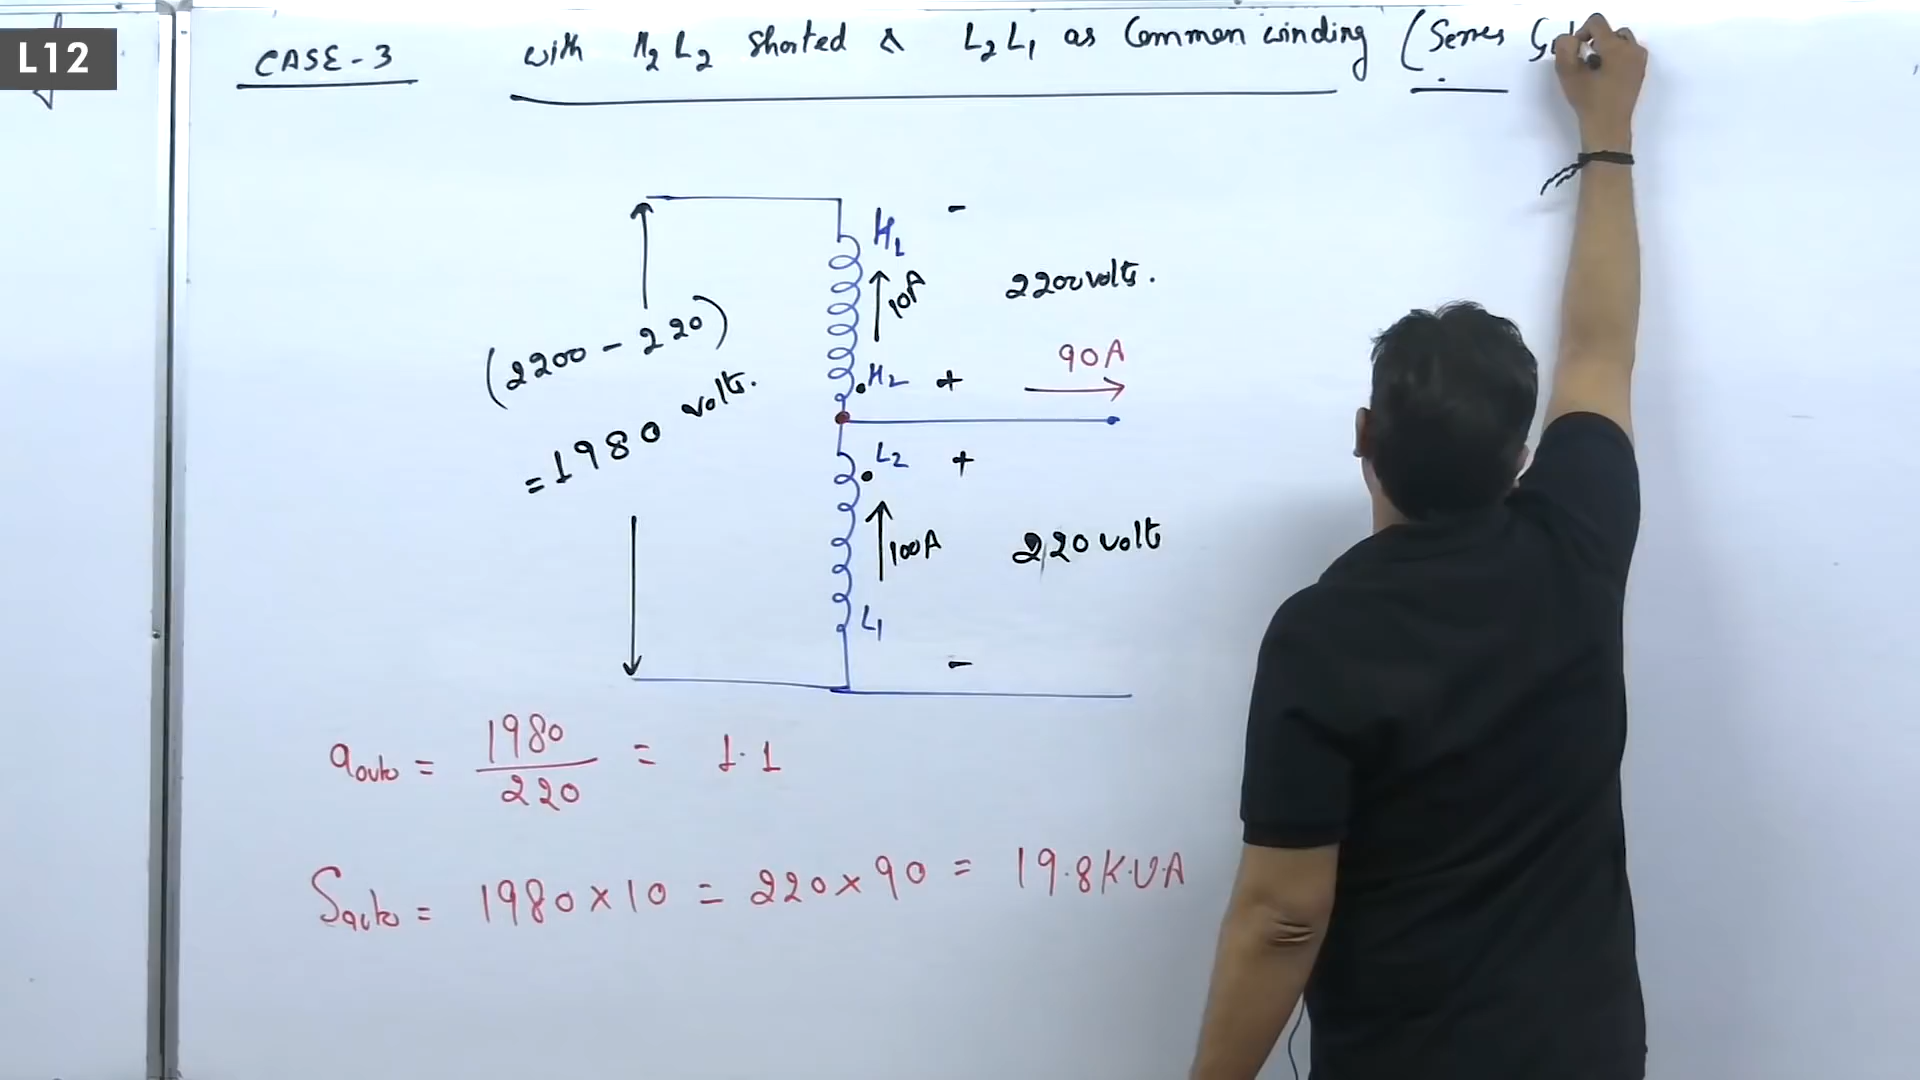 L12
CASE-3 with H2 L2 shorted & L2 L1 as Common winding (Series
H1 -
10A 2200 volts.
(2200 - 220)
= 1980 volts.
90A
H2 +
L2 +
100A 220 volt
L1
-
aauto = 1980/220 = 1.1
Sauto = 1980 x 10 = 220 x 90 = 19.8 K.V.A